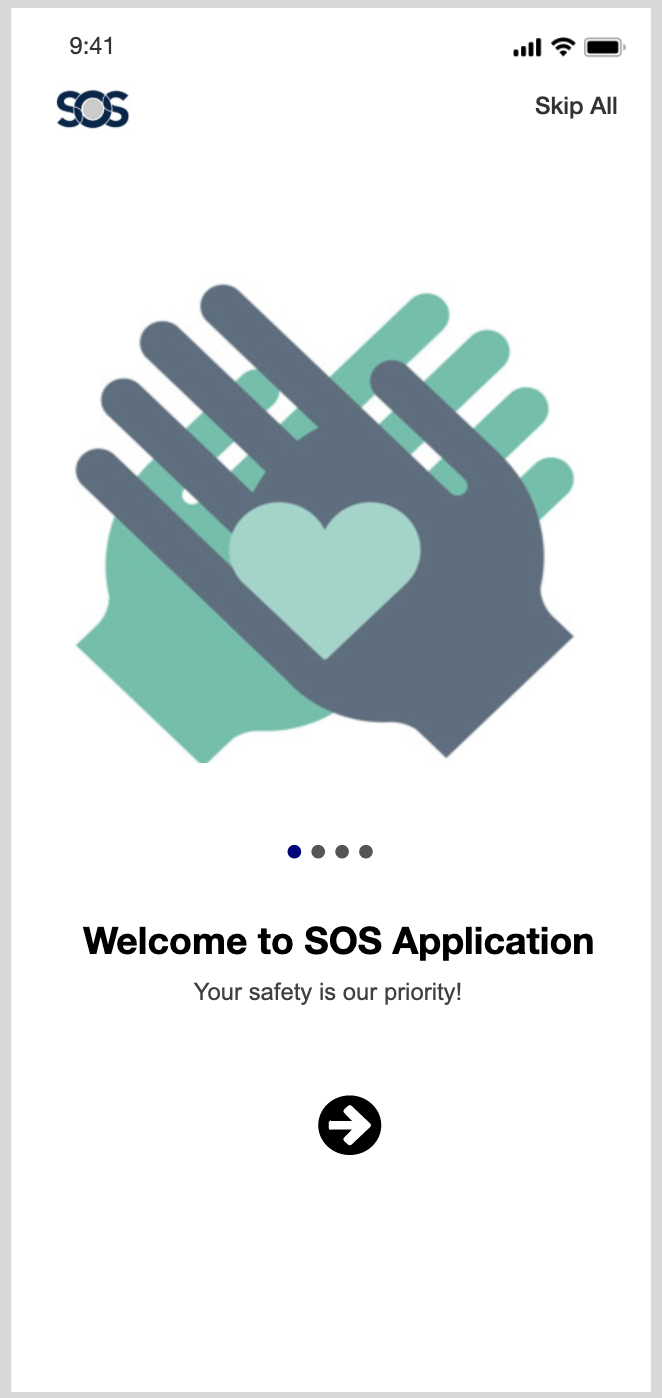 9:41
SOS
Skip All
Welcome to SOS Application
Your safety is our priority!